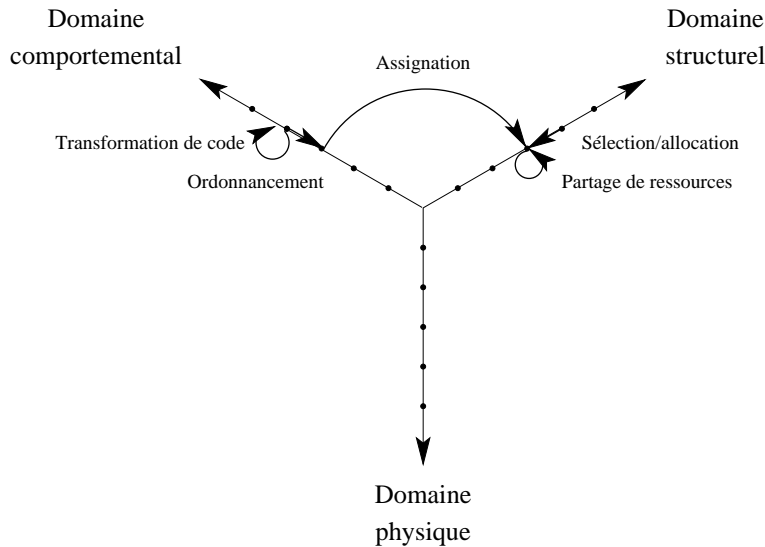 Domaine
comportemental
Domaine
structurel
Assignation
Transformation de code
Sélection/allocation
Ordonnancement
Partage de ressources
Domaine
physique